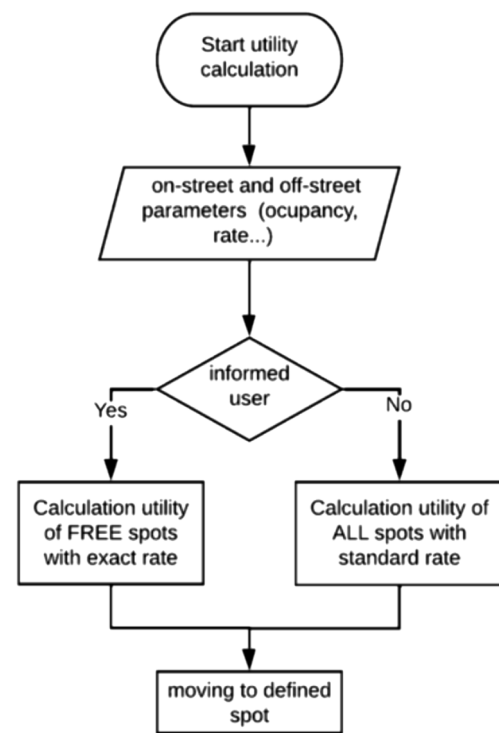 Start utility
calculation
on-street and off-street
parameters (ocupancy,
rate...)
informed
user
Yes
No
Calculation utility
of FREE spots
with exact rate
Calculation utility of
ALL spots with
standard rate
moving to defined
spot